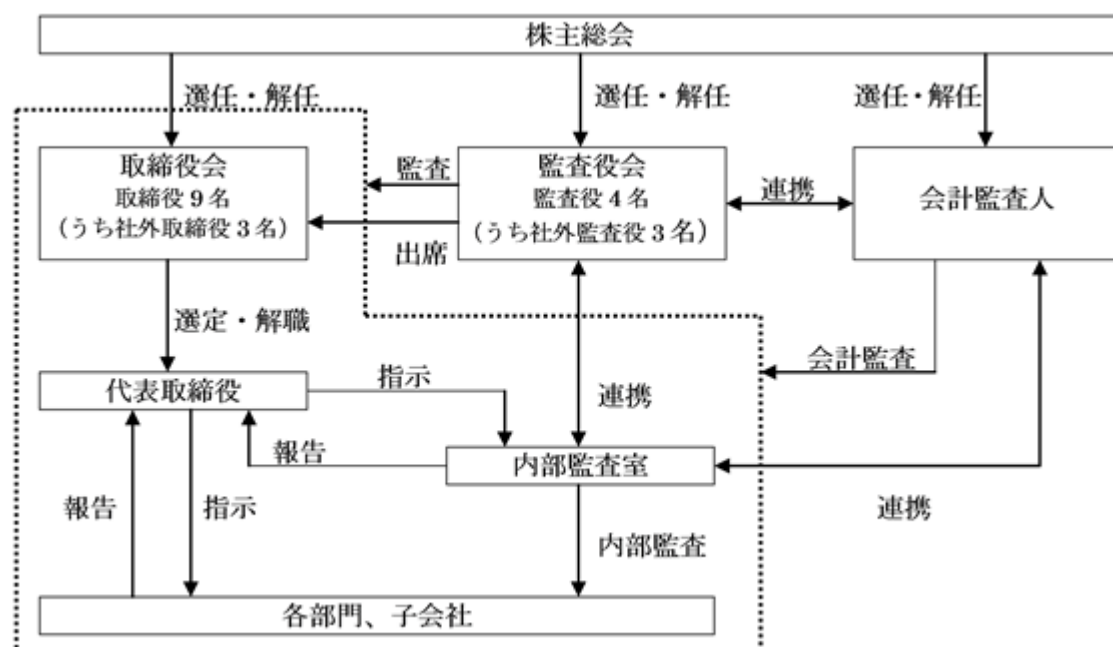 株主総会
選任・解任
選任・解任
選任・解任
取締役会
取締役9名
(うち社外取締役3名)
監査
出席
監査役会
監査役4名
(うち社外監査役3名)
連携
会計監査人
選定・解職
会計監査
代表取締役
指示
連携
報告
内部監査室
報告
指示
連携
内部監査
各部門、子会社